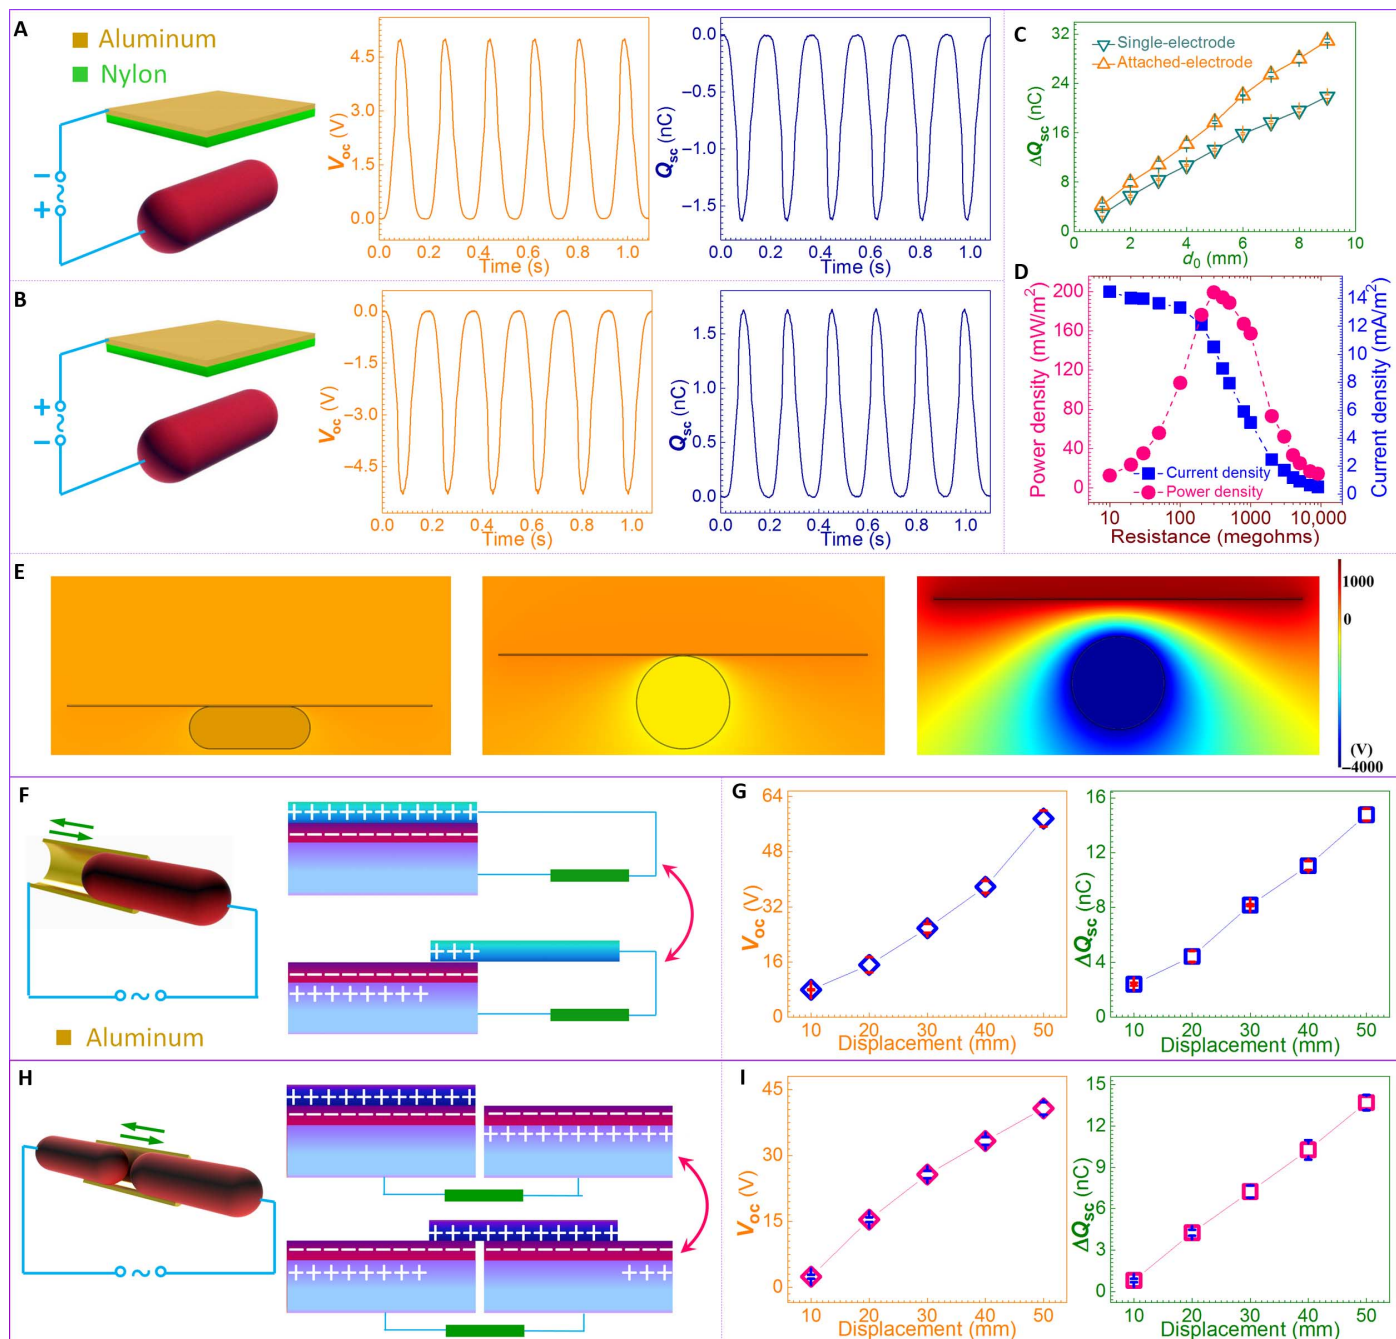 A
Aluminum
Nylon
−
∼
+
Voc (V)
4.5
3.0
1.5
0.0
0.0 0.2 0.4 0.6 0.8 1.0
Time (s)
Qsc (nC)
0.0
−0.5
−1.0
−1.5
0.0 0.2 0.4 0.6 0.8 1.0
Time (s)
B
+
∼
−
Voc (V)
0.0
−1.5
−3.0
−4.5
0.0 0.2 0.4 0.6 0.8 1.0
Time (s)
Qsc (nC)
1.5
1.0
0.5
0.0
0.0 0.2 0.4 0.6 0.8 1.0
Time (s)
C
Single-electrode
Attached-electrode
ΔQsc (nC)
32
24
16
8
0
0 2 4 6 8 10
d0 (mm)
D
Power density (mW/m2)
200
160
120
80
40
0
Current density (mA/m2)
14
12
10
8
6
4
2
0
Current density
Power density
10 100 1000 10,000
Resistance (megohms)
E
1000
0
(V)
−4000
F
∼
Aluminum
+++++++++
−−−−−−−−−
+++
−−−−−−−−−
++++++++
G
Voc (V)
64
48
32
16
0
10 20 30 40 50
Displacement (mm)
ΔQsc (nC)
16
12
8
4
0
10 20 30 40 50
Displacement (mm)
H
∼
I
Voc (V)
45
30
15
0
10 20 30 40 50
Displacement (mm)
ΔQsc (nC)
15
12
9
6
3
0
10 20 30 40 50
Displacement (mm)